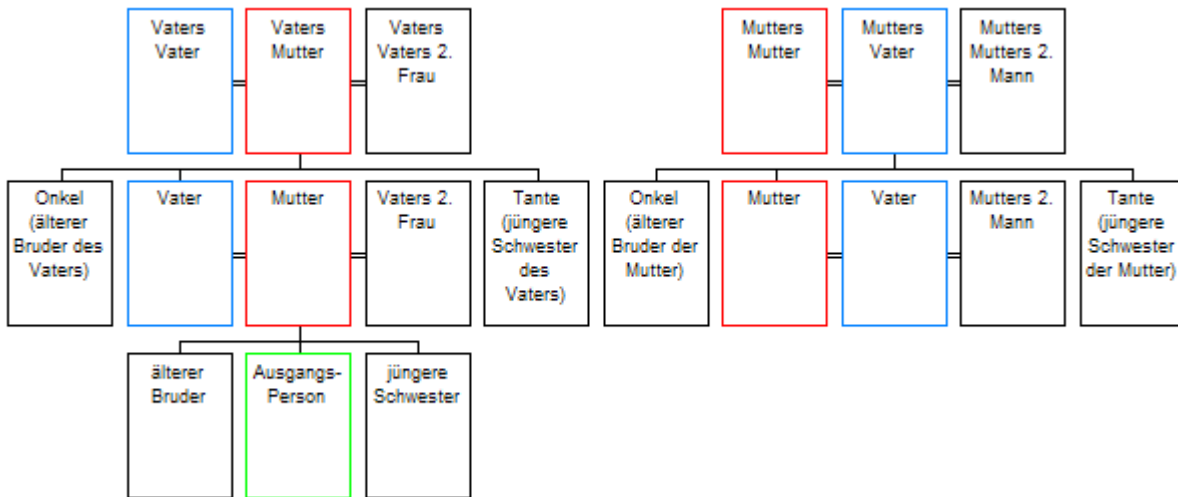 Vaters
Vater
Vaters
Mutter
Vaters
Vaters 2.
Frau
Mutters
Mutter
Mutters
Vater
Mutters
Mutters 2.
Mann
Onkel
(älterer
Bruder des
Vaters)
Vater
Mutter
Vaters 2.
Frau
Tante
(jüngere
Schwester
des
Vaters)
Onkel
(älterer
Bruder der
Mutter)
Mutter
Vater
Mutters 2.
Mann
Tante
(jüngere
Schwester
der Mutter)
älterer
Bruder
Ausgangs-
Person
jüngere
Schwester